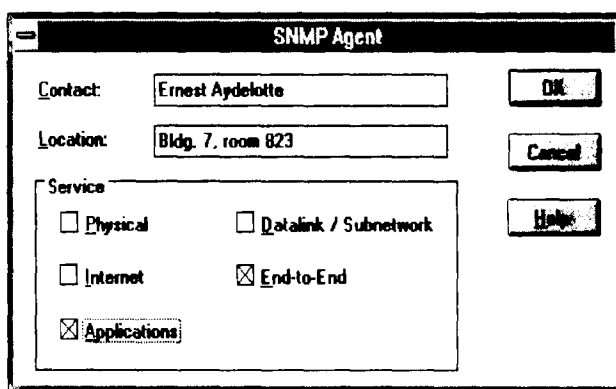 SNMP Agent
Contact: Ernest Aydelotte OK
Location: Bldg. 7, room 823 Cancel
Service
Physical Datalink / Subnetwork Help
Internet End-to-End
Applications